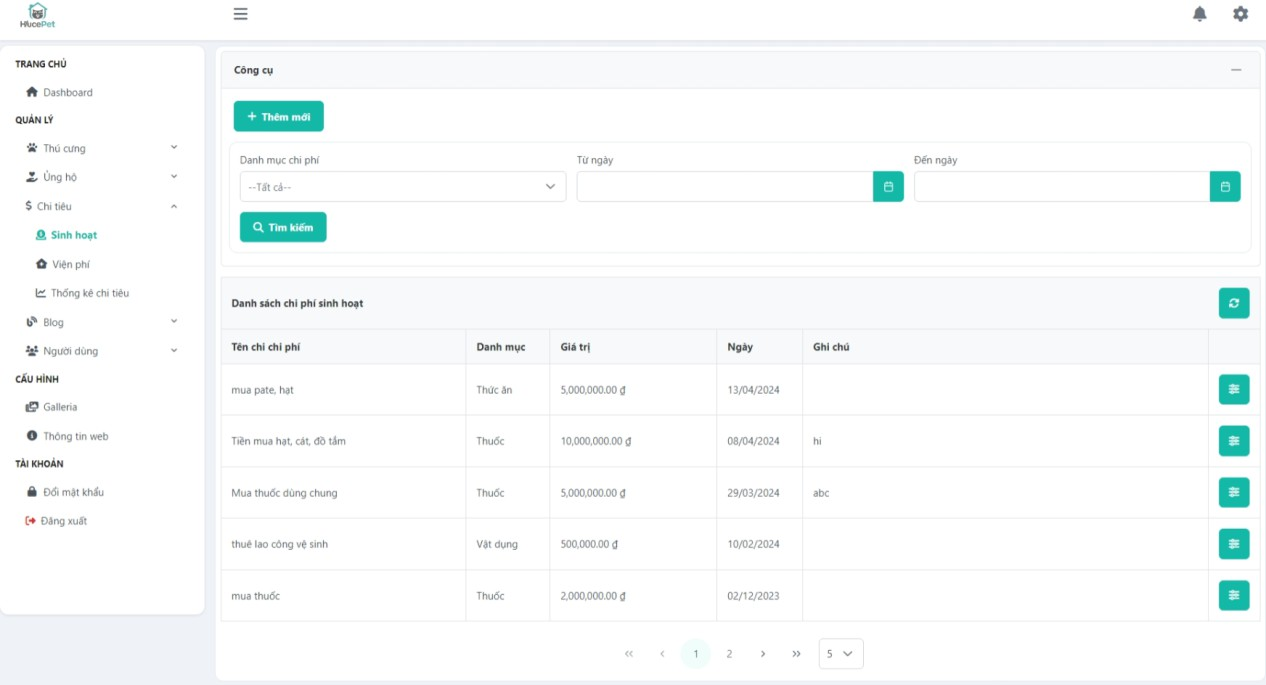 HucePet
TRANG CHỦ
Dashboard
QUẢN LÝ
Thú cưng
Ủng hộ
Chi tiêu
Sinh hoạt
Viện phí
Thống kê chi tiêu
Blog
Người dùng
CẤU HÌNH
Galleria
Thông tin web
TÀI KHOẢN
Đổi mật khẩu
Đăng xuất
Công cụ
Thêm mới
Danh mục chi phí Từ ngày Đến ngày
--Tất cả--
Tìm kiếm
Danh sách chi phí sinh hoạt
Tên chi chi phí Danh mục Giá trị Ngày Ghi chú
mua pate, hạt Thức ăn 5,000,000.00 ₫ 13/04/2024
Tiền mua hạt, cát, đồ tắm Thuốc 10,000,000.00 ₫ 08/04/2024 hi
Mua thuốc dùng chung Thuốc 5,000,000.00 ₫ 29/03/2024 abc
thuê lao công vệ sinh Vật dụng 500,000.00 ₫ 10/02/2024
mua thuốc Thuốc 2,000,000.00 ₫ 02/12/2023
1 2 5